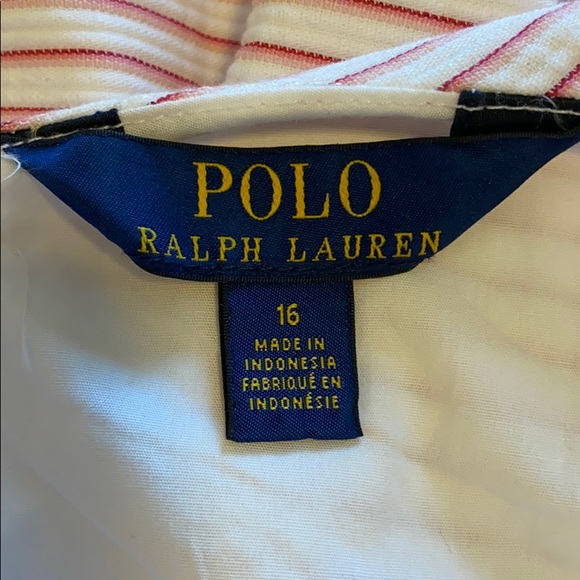 POLO
RALPH LAUREN
16
MADE IN
INDONESIA
FABRIQUÉ EN
INDONÉSIE